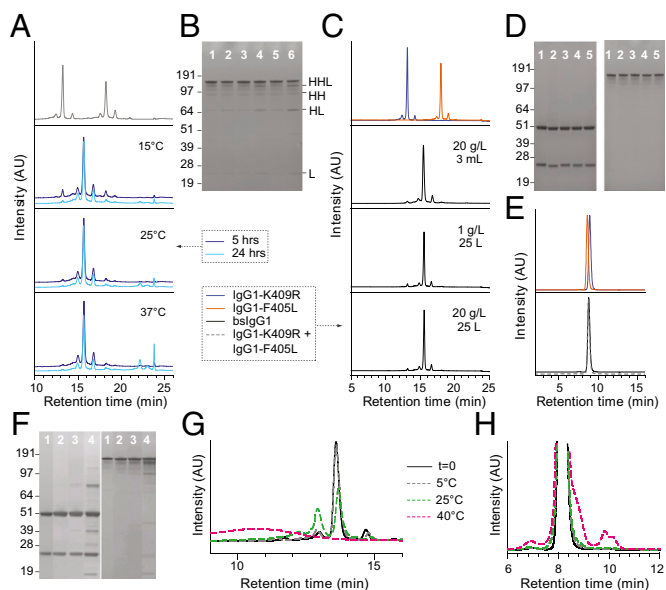 A
Intensity (AU)
15°C
25°C
37°C
10 15 20 25
Retention time (min)
B
1 2 3 4 5 6
191
97
64
51
28
19
HHL
HH
HL
L
5 hrs
24 hrs
IgG1-K409R
IgG1-F405L
bsIgG1
IgG1-K409R +
IgG1-F405L
C
Intensity (AU)
20 g/L
3 mL
1 g/L
25 L
20 g/L
25 L
5 10 15 20 25
Retention time (min)
D
1 2 3 4 5 1 2 3 4 5
191
97
64
51
39
28
19
E
Intensity (AU)
5 10 15
Retention time (min)
F
1 2 3 4 1 2 3 4
191
97
64
51
39
28
19
G
Intensity (AU)
t=0
5°C
25°C
40°C
10 15
Retention time (min)
H
Intensity (AU)
6 8 10 12
Retention time (min)